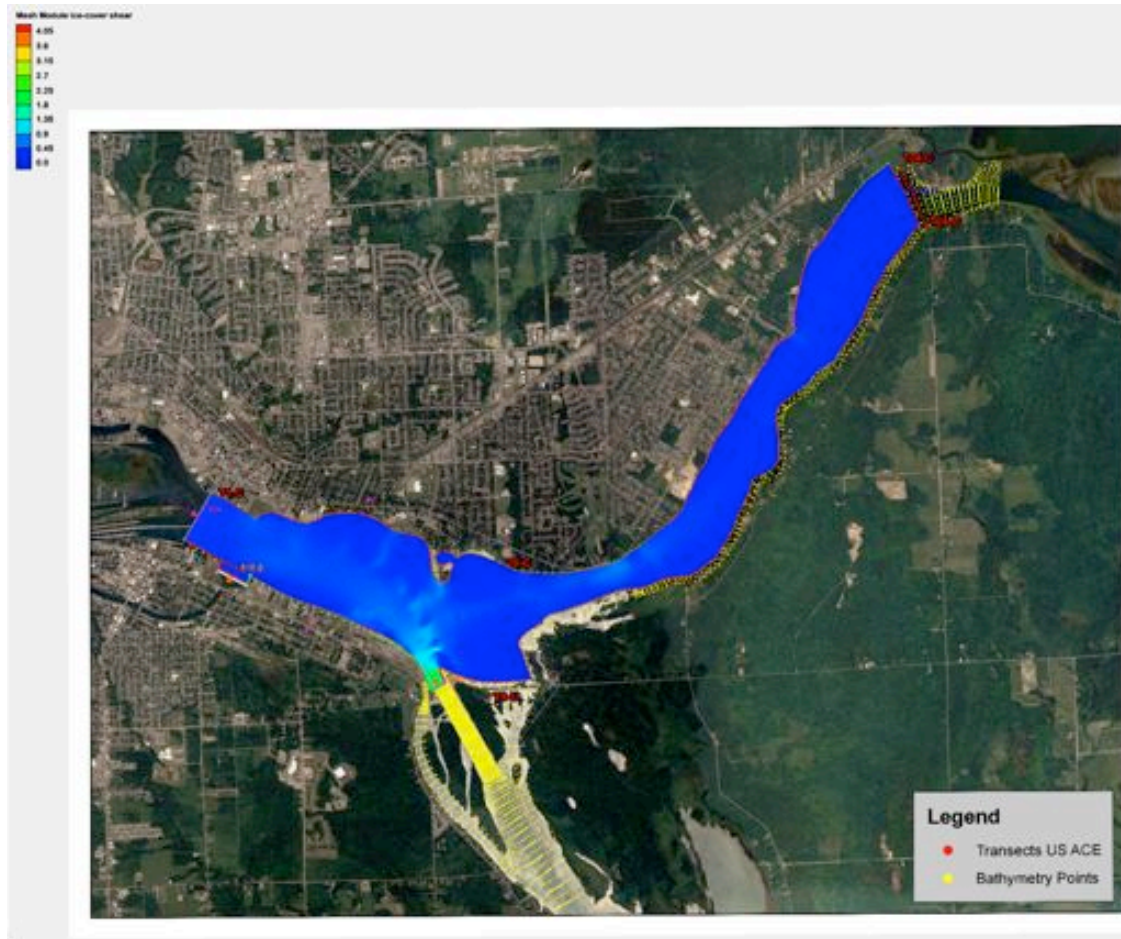 Mesh Module ice-cover shear
4.05
3.6
3.15
2.7
2.25
1.8
1.35
0.9
0.45
0.0
Legend
Transects US ACE
Bathymetry Points